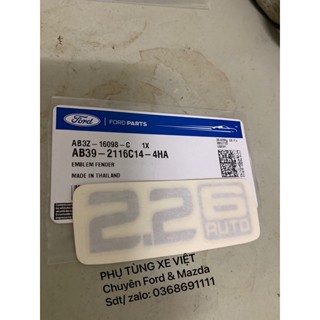 Ford
FORD PARTS
AB3Z-16098-C 1X
AB39-2116C14-4HA
EMBLEM FENDER
MADE IN THAILAND
2.2 6
AUTO
PHỤ TÙNG XE VIỆT
Chuyên Ford & Mazda
Sdt/ zalo: 0368691111